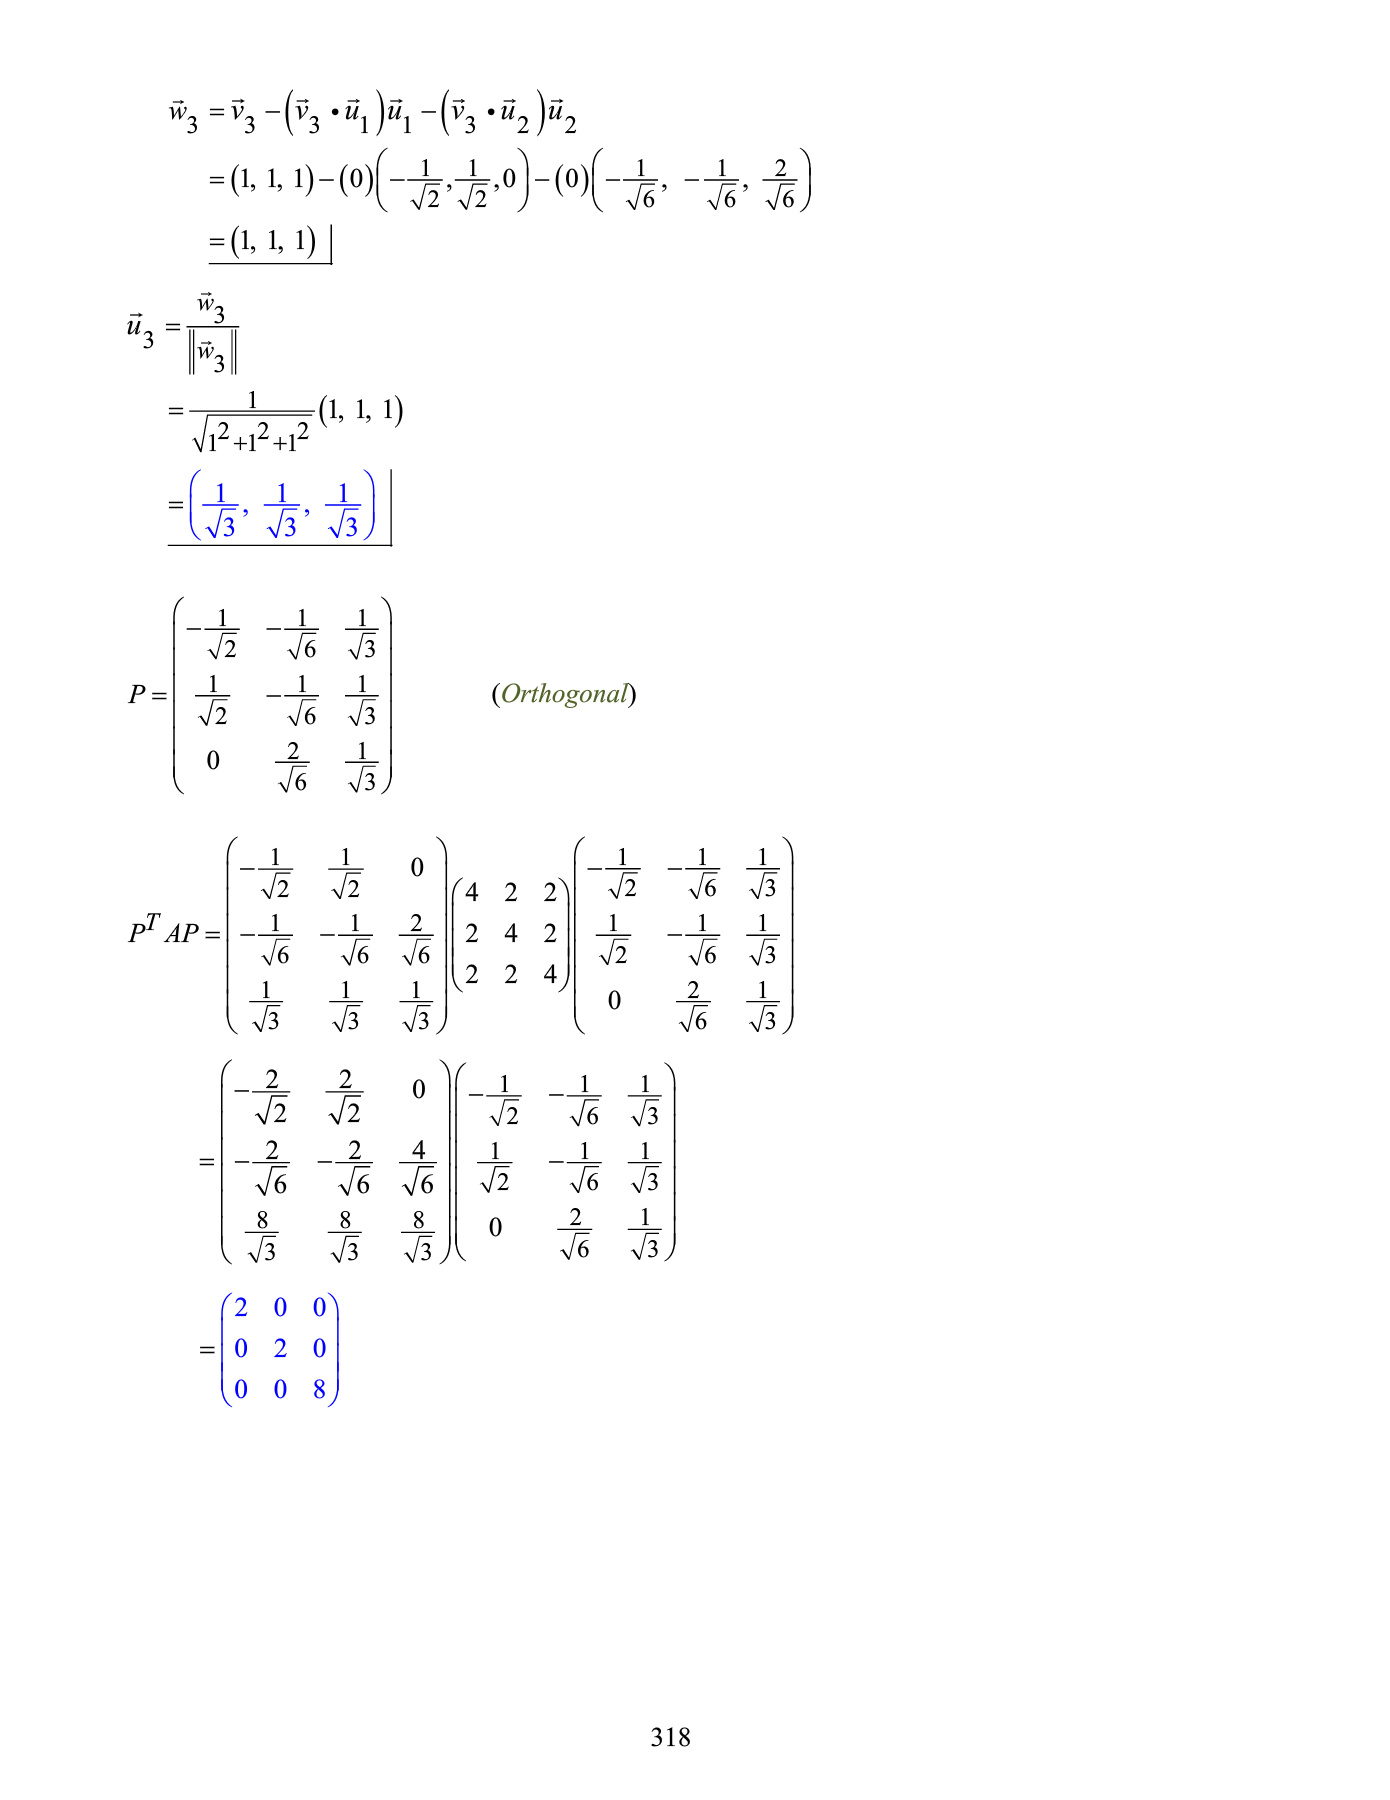 $\vec{w}_3 = \vec{v}_3 - (\vec{v}_3 \bullet \vec{u}_1)\vec{u}_1 - (\vec{v}_3 \bullet \vec{u}_2)\vec{u}_2$
$= (1, 1, 1) - (0)\left(-\frac{1}{\sqrt{2}}, \frac{1}{\sqrt{2}}, 0\right) - (0)\left(-\frac{1}{\sqrt{6}}, -\frac{1}{\sqrt{6}}, \frac{2}{\sqrt{6}}\right)$
$= (1, 1, 1)$
$\vec{u}_3 = \frac{\vec{w}_3}{\|\vec{w}_3\|}$
$= \frac{1}{\sqrt{1^2+1^2+1^2}}(1, 1, 1)$
$= \left(\frac{1}{\sqrt{3}}, \frac{1}{\sqrt{3}}, \frac{1}{\sqrt{3}}\right)$
$P = \begin{pmatrix} -\frac{1}{\sqrt{2}} & -\frac{1}{\sqrt{6}} & \frac{1}{\sqrt{3}} \\ \frac{1}{\sqrt{2}} & -\frac{1}{\sqrt{6}} & \frac{1}{\sqrt{3}} \\ 0 & \frac{2}{\sqrt{6}} & \frac{1}{\sqrt{3}} \end{pmatrix}$ (Orthogonal)
$P^T AP = \begin{pmatrix} -\frac{1}{\sqrt{2}} & \frac{1}{\sqrt{2}} & 0 \\ -\frac{1}{\sqrt{6}} & -\frac{1}{\sqrt{6}} & \frac{2}{\sqrt{6}} \\ \frac{1}{\sqrt{3}} & \frac{1}{\sqrt{3}} & \frac{1}{\sqrt{3}} \end{pmatrix} \begin{pmatrix} 4 & 2 & 2 \\ 2 & 4 & 2 \\ 2 & 2 & 4 \end{pmatrix} \begin{pmatrix} -\frac{1}{\sqrt{2}} & -\frac{1}{\sqrt{6}} & \frac{1}{\sqrt{3}} \\ \frac{1}{\sqrt{2}} & -\frac{1}{\sqrt{6}} & \frac{1}{\sqrt{3}} \\ 0 & \frac{2}{\sqrt{6}} & \frac{1}{\sqrt{3}} \end{pmatrix}$
$= \begin{pmatrix} -\frac{2}{\sqrt{2}} & \frac{2}{\sqrt{2}} & 0 \\ -\frac{2}{\sqrt{6}} & -\frac{2}{\sqrt{6}} & \frac{4}{\sqrt{6}} \\ \frac{8}{\sqrt{3}} & \frac{8}{\sqrt{3}} & \frac{8}{\sqrt{3}} \end{pmatrix} \begin{pmatrix} -\frac{1}{\sqrt{2}} & -\frac{1}{\sqrt{6}} & \frac{1}{\sqrt{3}} \\ \frac{1}{\sqrt{2}} & -\frac{1}{\sqrt{6}} & \frac{1}{\sqrt{3}} \\ 0 & \frac{2}{\sqrt{6}} & \frac{1}{\sqrt{3}} \end{pmatrix}$
$= \begin{pmatrix} 2 & 0 & 0 \\ 0 & 2 & 0 \\ 0 & 0 & 8 \end{pmatrix}$
318